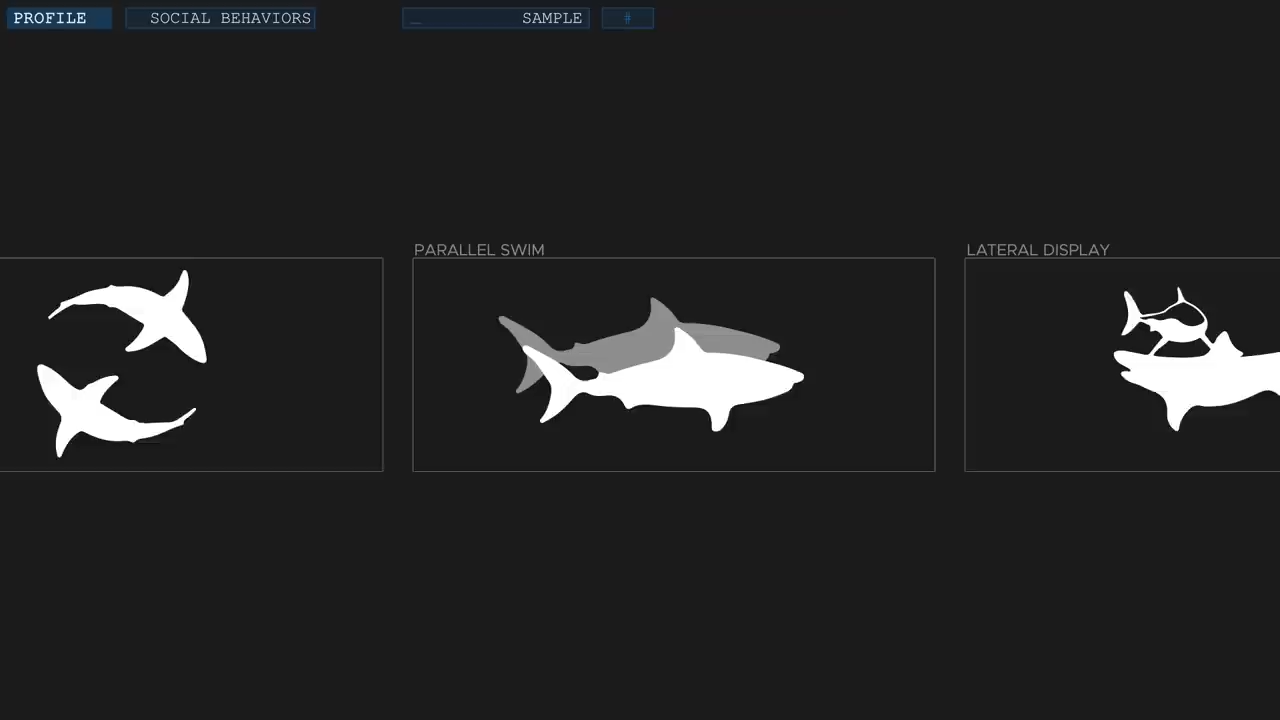 PROFILE
SOCIAL BEHAVIORS
_ SAMPLE
#
PARALLEL SWIM
LATERAL DISPLAY